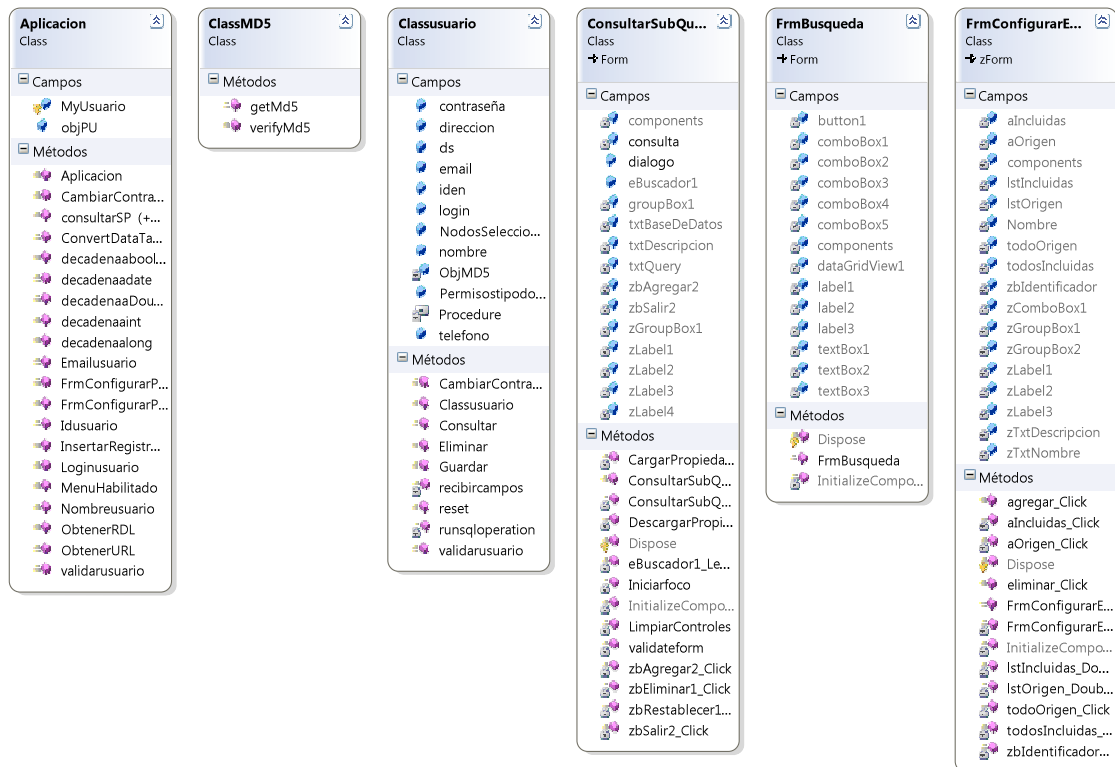 Aplicacion
Class
Campos
MyUsuario
objPU
Métodos
Aplicacion
CambiarContra...
consultarSP (+...
ConvertDataTa...
decadenaabool...
decadenaadate
decadenaaDou...
decadenaaint
decadenaalong
Emailusuario
FrmConfigurarP...
FrmConfigurarP...
Idusuario
InsertarRegistr...
Loginusuario
MenuHabilitado
Nombreusuario
ObtenerRDL
ObtenerURL
validarusuario
ClassMD5
Class
Métodos
getMd5
verifyMd5
Classusuario
Class
Campos
contraseña
direccion
ds
email
iden
login
NodosSeleccio...
nombre
ObjMD5
Permisostipodo...
Procedure
telefono
Métodos
CambiarContra...
Classusuario
Consultar
Eliminar
Guardar
recibircampos
reset
runsqloperation
validarusuario
ConsultarSubQu...
Class
Form
Campos
components
consulta
dialogo
eBuscador1
groupBox1
txtBaseDeDatos
txtDescripcion
txtQuery
zbAgregar2
zbSalir2
zGroupBox1
zLabel1
zLabel2
zLabel3
zLabel4
Métodos
CargarPropieda...
ConsultarSubQ...
ConsultarSubQ...
DescargarPropi...
Dispose
eBuscador1_Le...
Iniciarfoco
InitializeCompo...
LimpiarControles
validateform
zbAgregar2_Click
zbEliminar1_Click
zbRestablecer1...
zbSalir2_Click
FrmBusqueda
Class
Form
Campos
button1
comboBox1
comboBox2
comboBox3
comboBox4
comboBox5
components
dataGridView1
label1
label2
label3
textBox1
textBox2
textBox3
Métodos
Dispose
FrmBusqueda
InitializeCompo...
FrmConfigurarE...
Class
zForm
Campos
aIncluidas
aOrigen
components
lstIncluidas
lstOrigen
Nombre
todoOrigen
todosIncluidas
zbIdentificador
zComboBox1
zGroupBox1
zGroupBox2
zLabel1
zLabel2
zLabel3
zTxtDescripcion
zTxtNombre
Métodos
agregar_Click
aIncluidas_Click
aOrigen_Click
Dispose
eliminar_Click
FrmConfigurarE...
FrmConfigurarE...
InitializeCompo...
lstIncluidas_Do...
lstOrigen_Doub...
todoOrigen_Click
todosIncluidas_...
zbIdentificador...